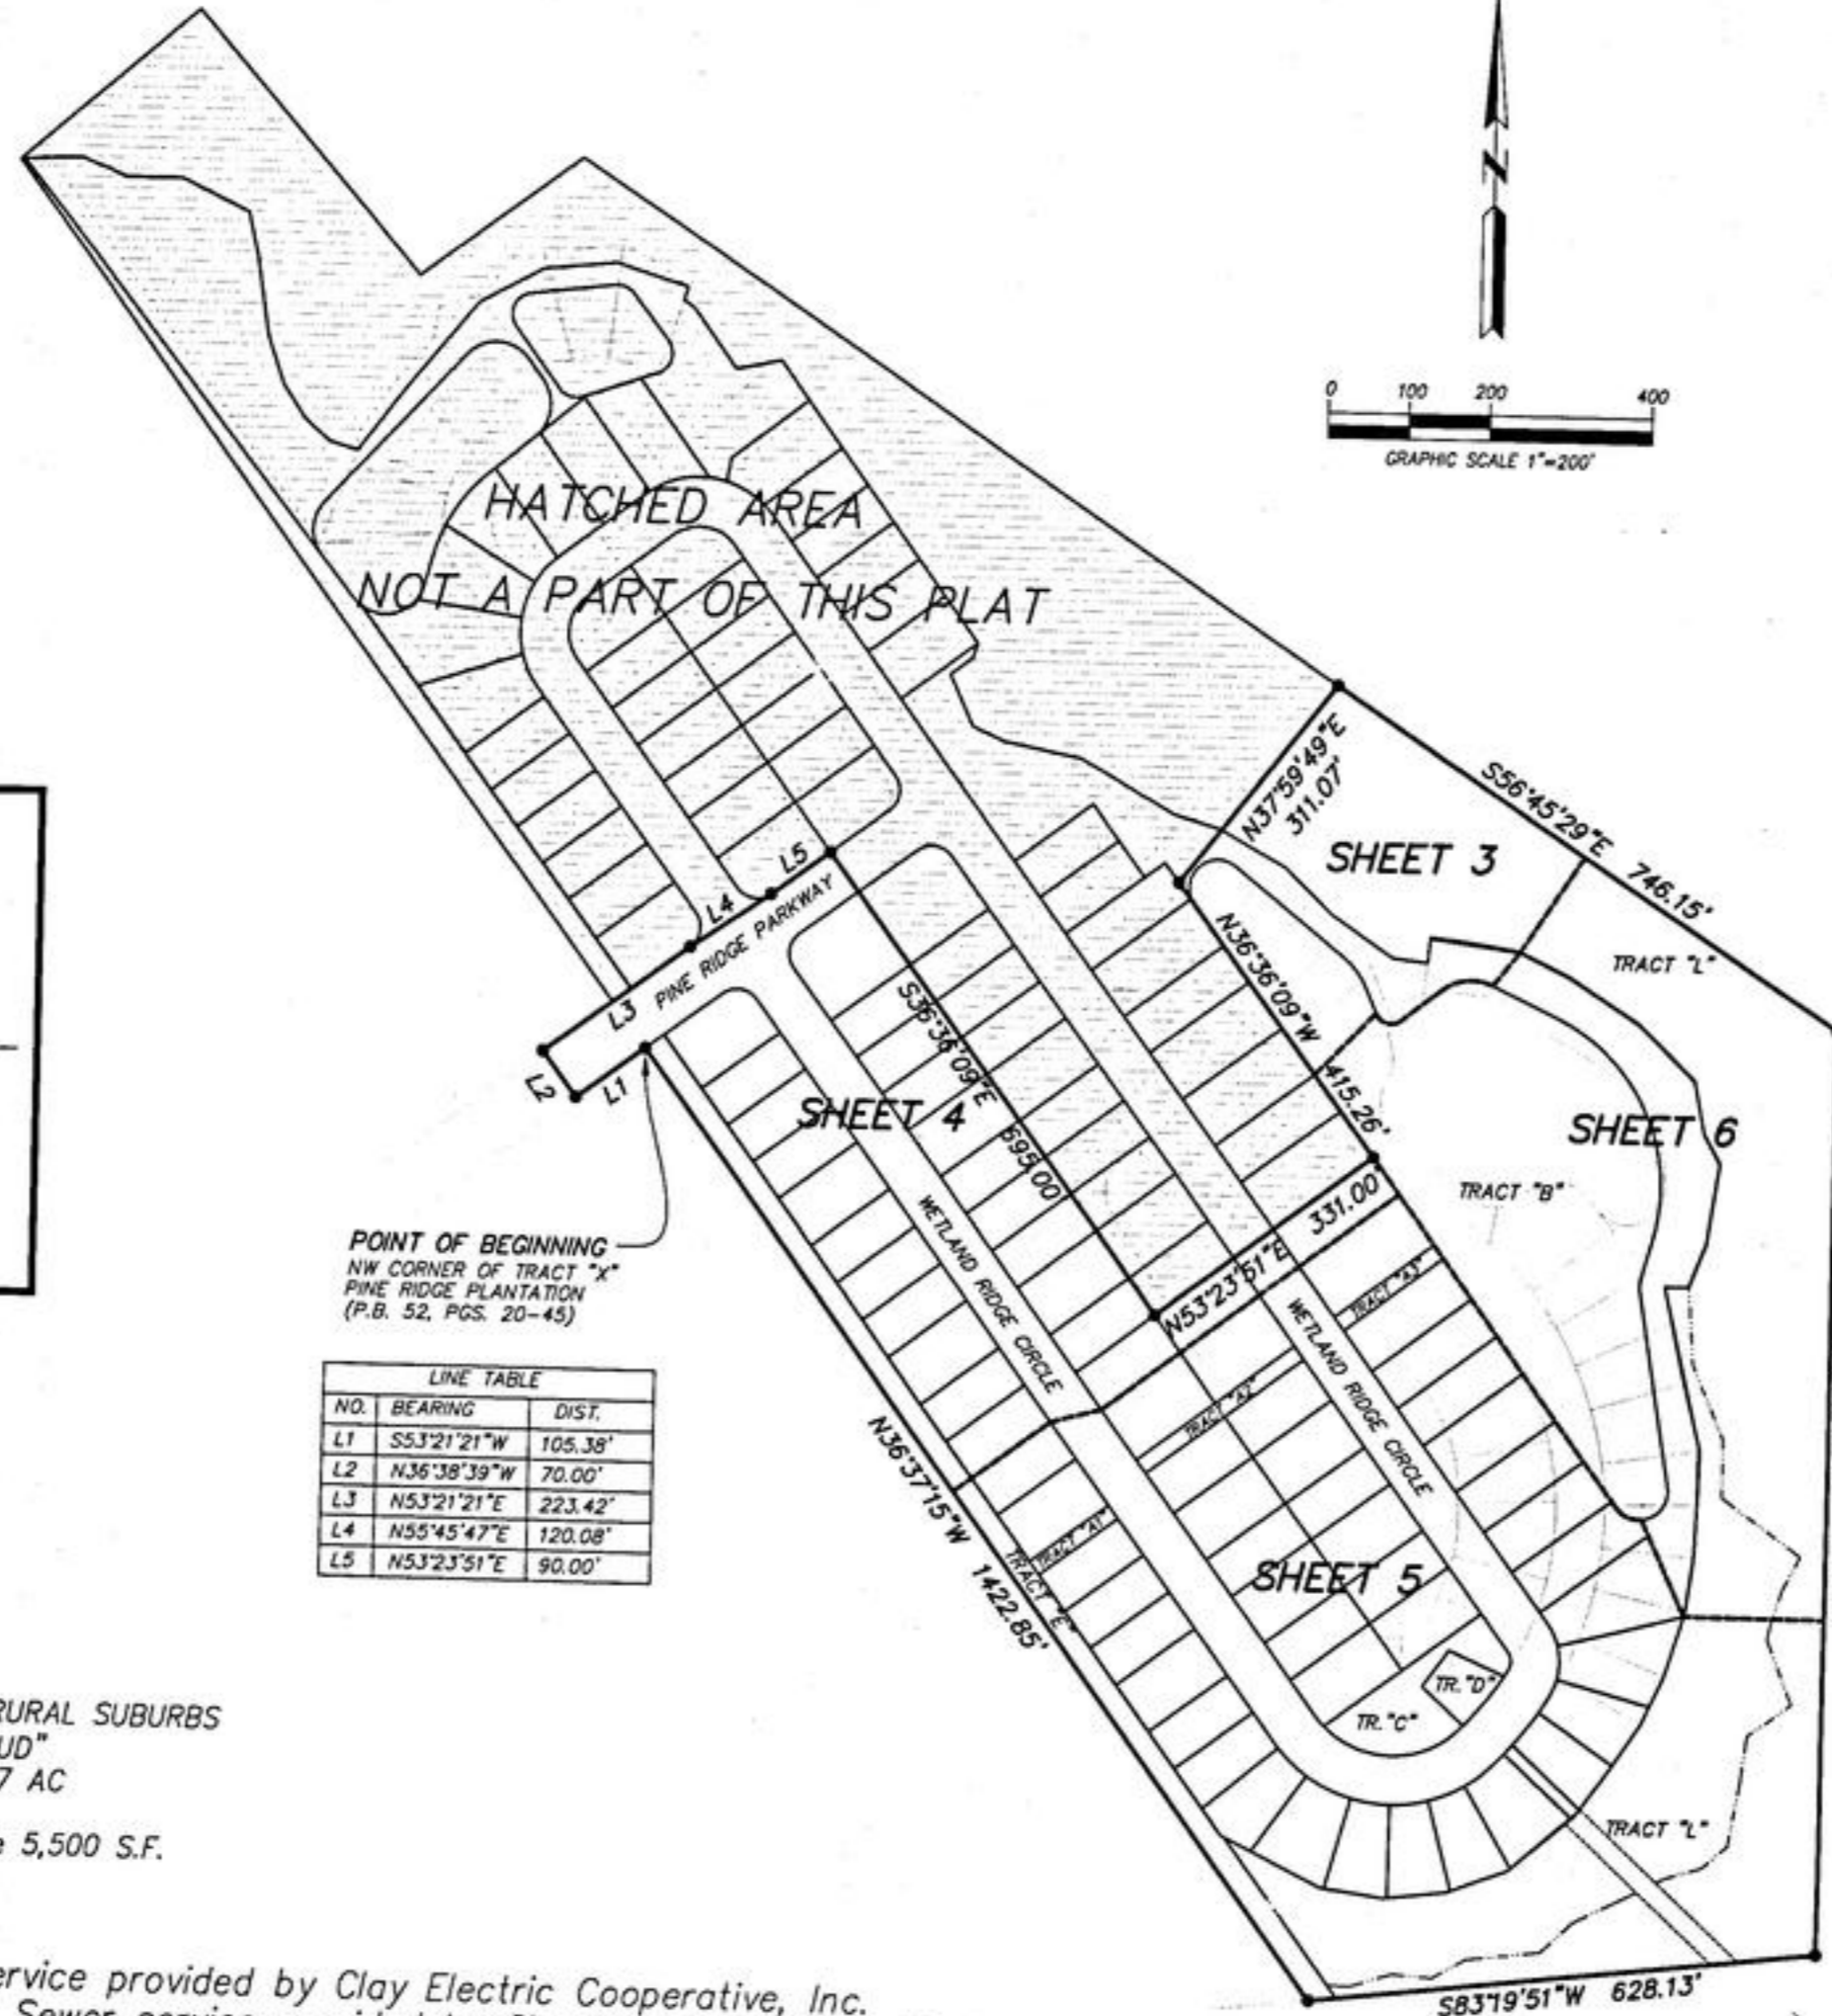 N
0 100 200 400
GRAPHIC SCALE 1"=200'
HATCHED AREA
NOT A PART OF THIS PLAT
N37°59'49"E
311.07'
S56°45'29"E 746.15'
SHEET 3
TRACT "L"
L5
L4
L3
PINE RIDGE PARKWAY
L2
L1
N36°36'09"W
415.26'
S36°36'09"E
695.00'
SHEET 4
SHEET 6
TRACT "B"
POINT OF BEGINNING
NW CORNER OF TRACT "X"
PINE RIDGE PLANTATION
(P.B. 52, PGS. 20-45)
WETLAND RIDGE CIRCLE
N53°23'51"E
331.00'
TRACT "A3"
WETLAND RIDGE CIRCLE
TRACT "A2"
LINE TABLE
NO. BEARING DIST.
L1 S53°21'21"W 105.38'
L2 N36°38'39"W 70.00'
L3 N53°21'21"E 223.42'
L4 N55°45'47"E 120.08'
L5 N53°23'51"E 90.00'
N36°37'15"W 1422.85'
TRACT "A1"
TRACT "E"
SHEET 5
TR. "D"
TR. "C"
TRACT "L"
RURAL SUBURBS
UD"
7 AC
e 5,500 S.F.
ervice provided by Clay Electric Cooperative, Inc.
Sewer service provided
S83°19'51"W 628.13'